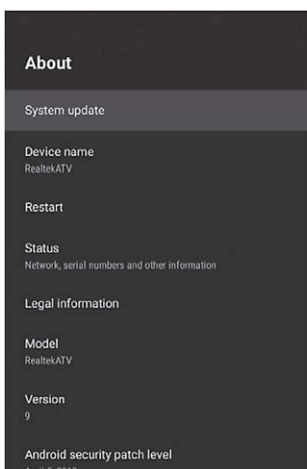 About
System update
Device name
RealtekATV
Restart
Status
Network, serial numbers and other information
Legal information
Model
RealtekATV
Version
9
Android security patch level